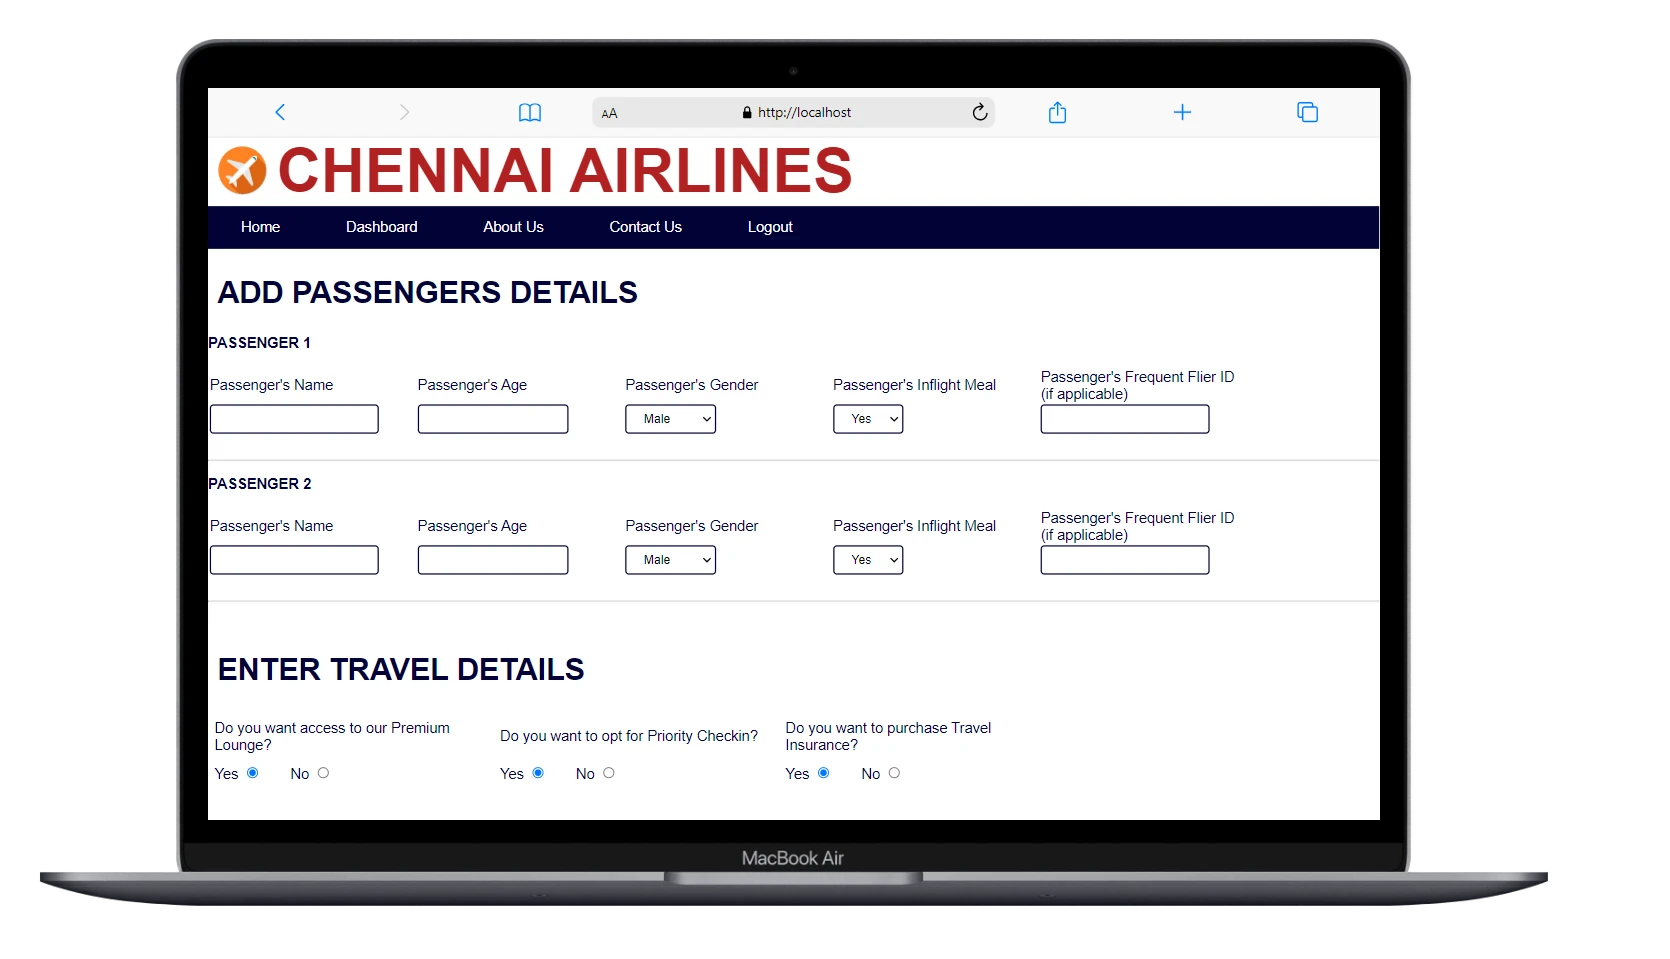 AA http://localhost
CHENNAI AIRLINES
Home Dashboard About Us Contact Us Logout
ADD PASSENGERS DETAILS
PASSENGER 1
Passenger's Name Passenger's Age Passenger's Gender Passenger's Inflight Meal Passenger's Frequent Flier ID
(if applicable)
Male Yes
PASSENGER 2
Passenger's Name Passenger's Age Passenger's Gender Passenger's Inflight Meal Passenger's Frequent Flier ID
(if applicable)
Male Yes
ENTER TRAVEL DETAILS
Do you want access to our Premium
Lounge?
Yes No
Do you want to opt for Priority Checkin?
Yes No
Do you want to purchase Travel
Insurance?
Yes No
MacBook Air